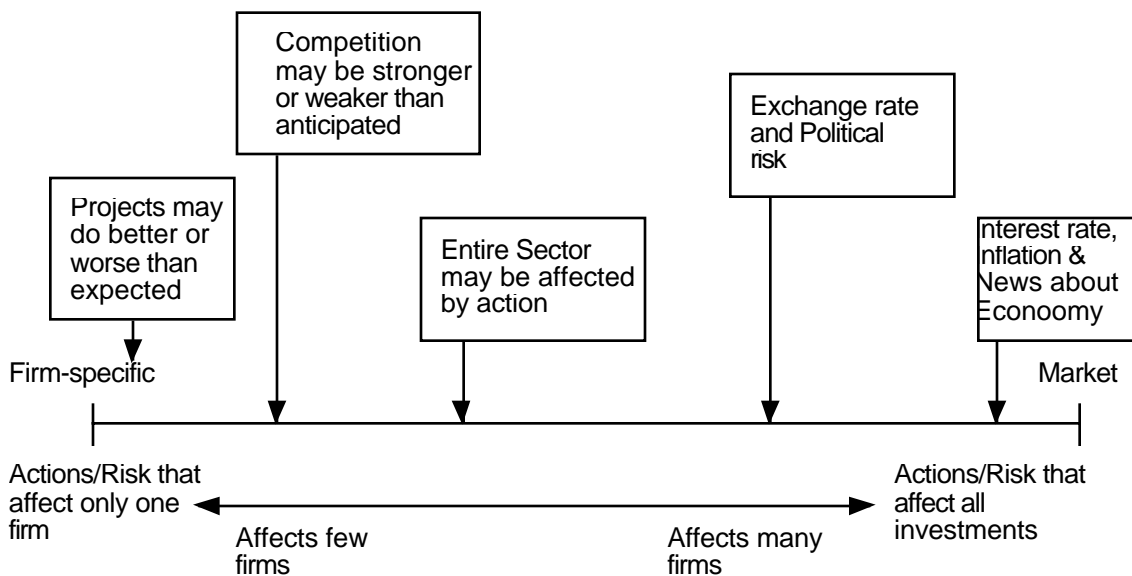 Competition
may be stronger
or weaker than
anticipated
Exchange rate
and Political
risk
Projects may
do better or
worse than
expected
Entire Sector
may be affected
by action
nterest rate,
nflation &
News about
Econoomy
Firm-specific
Market
Actions/Risk that
affect only one
firm
Affects few
firms
Affects many
firms
Actions/Risk that
affect all
investments